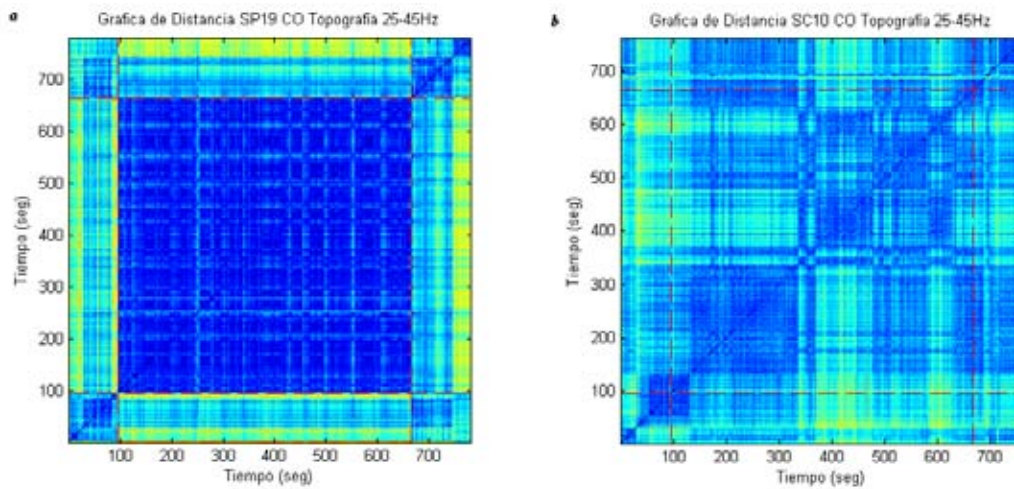 a
Grafica de Distancia SP19 CO Topografia 25-45Hz
700
600
500
400
300
200
100
Tiempo (seg)
100 200 300 400 500 600 700
Tiempo (seg)
b
Grafica de Distancia SC10 CO Topografia 25-45Hz
700
600
500
400
300
200
100
Tiempo (seg)
100 200 300 400 500 600 700
Tiempo (seg)